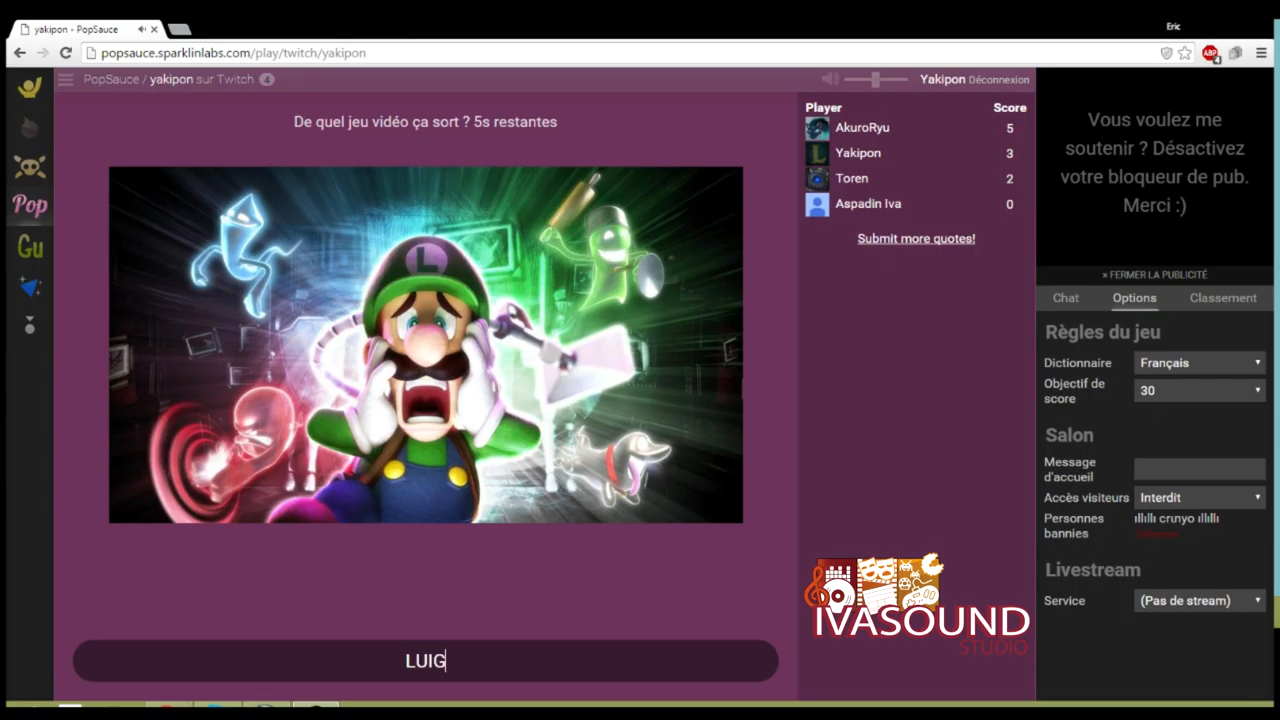 Eric
yakipon - PopSauce
popsauce.sparklinlabs.com/play/twitch/yakipon
ABP
4
PopSauce / yakipon sur Twitch 4
Yakipon Déconnexion
Pop
Gu
De quel jeu vidéo ça sort ? 5s restantes
L
LUIG
Player Score
AkuroRyu 5
Yakipon 3
Toren 2
Aspadin Iva 0
Submit more quotes!
IVASOUND
STUDIO
Vous voulez me
soutenir ? Désactivez
votre bloqueur de pub.
Merci :)
× FERMER LA PUBLICITÉ
Chat Options Classement
Règles du jeu
Dictionnaire Français
Objectif de
score 30
Salon
Message
d'accueil
Accès visiteurs Interdit
Personnes
bannies ıllıllı crunyo ıllıllı
Livestream
Service (Pas de stream)